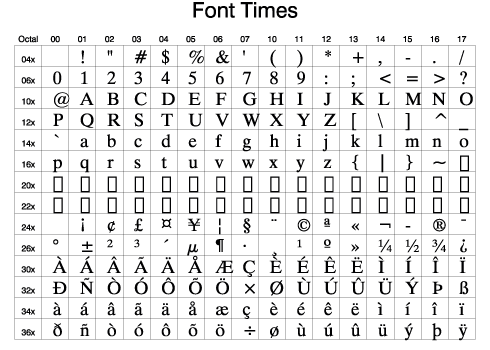 Font Times
Octal 00 01 02 03 04 05 06 07 10 11 12 13 14 15 16 17
04x ! " # $ % & ' ( ) * + , - . /
06x 0 1 2 3 4 5 6 7 8 9 : ; < = > ?
10x @ A B C D E F G H I J K L M N O
12x P Q R S T U V W X Y Z [ \ ] ^ _
14x ` a b c d e f g h i j k l m n o
16x p q r s t u v w x y z { | } ~ □
20x □ □ □ □ □ □ □ □ □ □ □ □ □ □ □ □
22x □ □ □ □ □ □ □ □ □ □ □ □ □ □ □ □
24x ¡ ¢ £ ¤ ¥ ¦ § ¨ © ª « ¬ - ® ¯
26x ° ± ² ³ ´ µ ¶ · ¸ ¹ º » ¼ ½ ¾ ¿
30x À Á Â Ã Ä Å Æ Ç È É Ê Ë Ì Í Î Ï
32x Ð Ñ Ò Ó Ô Õ Ö × Ø Ù Ú Û Ü Ý Þ ß
34x à á â ã ä å æ ç è é ê ë ì í î ï
36x ð ñ ò ó ô õ ö ÷ ø ù ú û ü ý þ ÿ